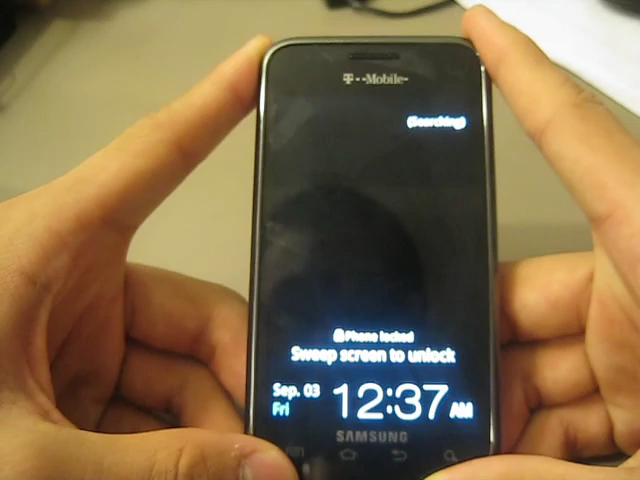 T··Mobile·
(Searching)
Phone locked
Sweep screen to unlock
Sep. 03
Fri
12:37 AM
SAMSUNG